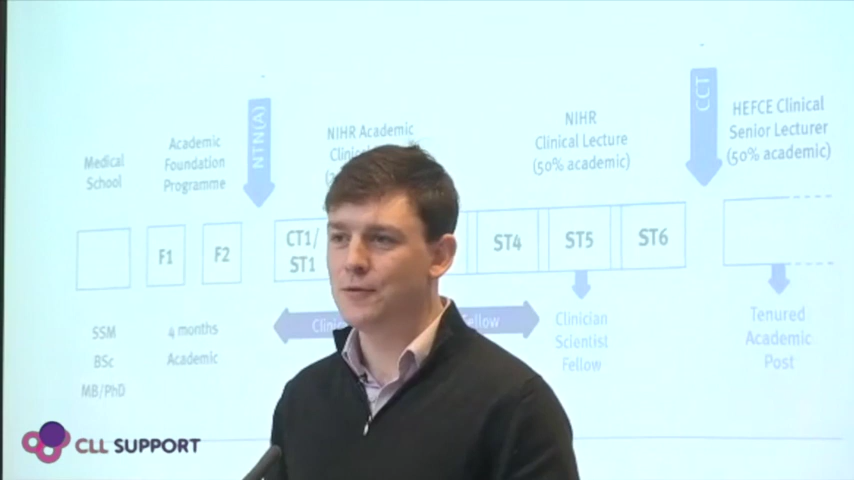 NTN(A)
CCT
Medical
School
Academic
Foundation
Programme
NIHR Academic
NIHR
Clinical Lecture
(50% academic)
HEFCE Clinical
Senior Lecturer
(50% academic)
F1
F2
CT1/
ST1
ST4
ST5
ST6
SSM
BSc
MB/PhD
4 months
Academic
Fellow
Clinician
Scientist
Fellow
Tenured
Academic
Post
CLL SUPPORT